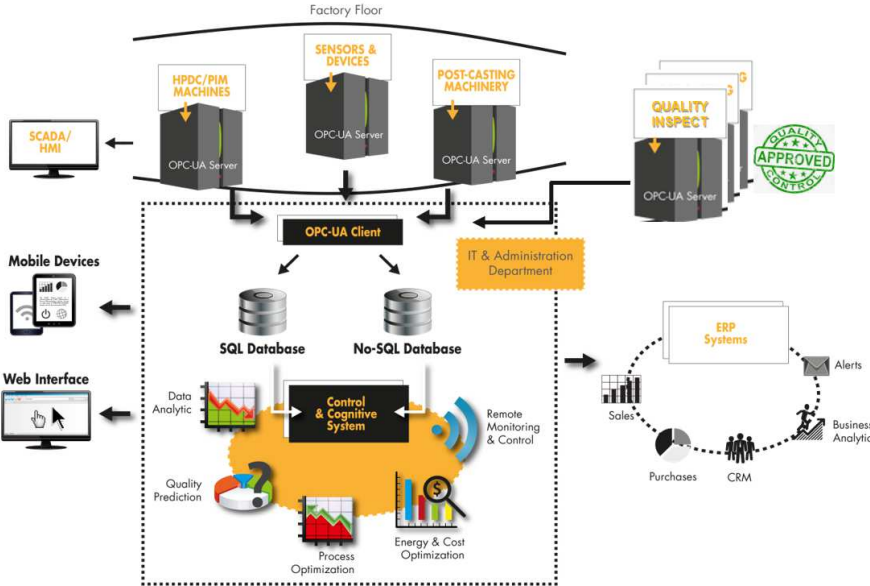 Factory Floor
SENSORS &
DEVICES
HPDC/PIM
MACHINES
POST-CASTING
MACHINERY
G
G
QUALITY
INSPECT
SCADA/
HMI
OPC-UA Server
OPC-UA Server
OPC-UA Server
OPC-UA Server
QUALITY
APPROVED
CONTROL
OPC-UA Client
IT & Administration
Department
Mobile Devices
SQL Database
No-SQL Database
ERP
Systems
Web Interface
Data
Analytic
Control
& Cognitive
System
Remote
Monitoring
& Control
Alerts
Sales
Business
Analytic
Purchases
CRM
Quality
Prediction
$
?
Process
Optimization
Energy & Cost
Optimization